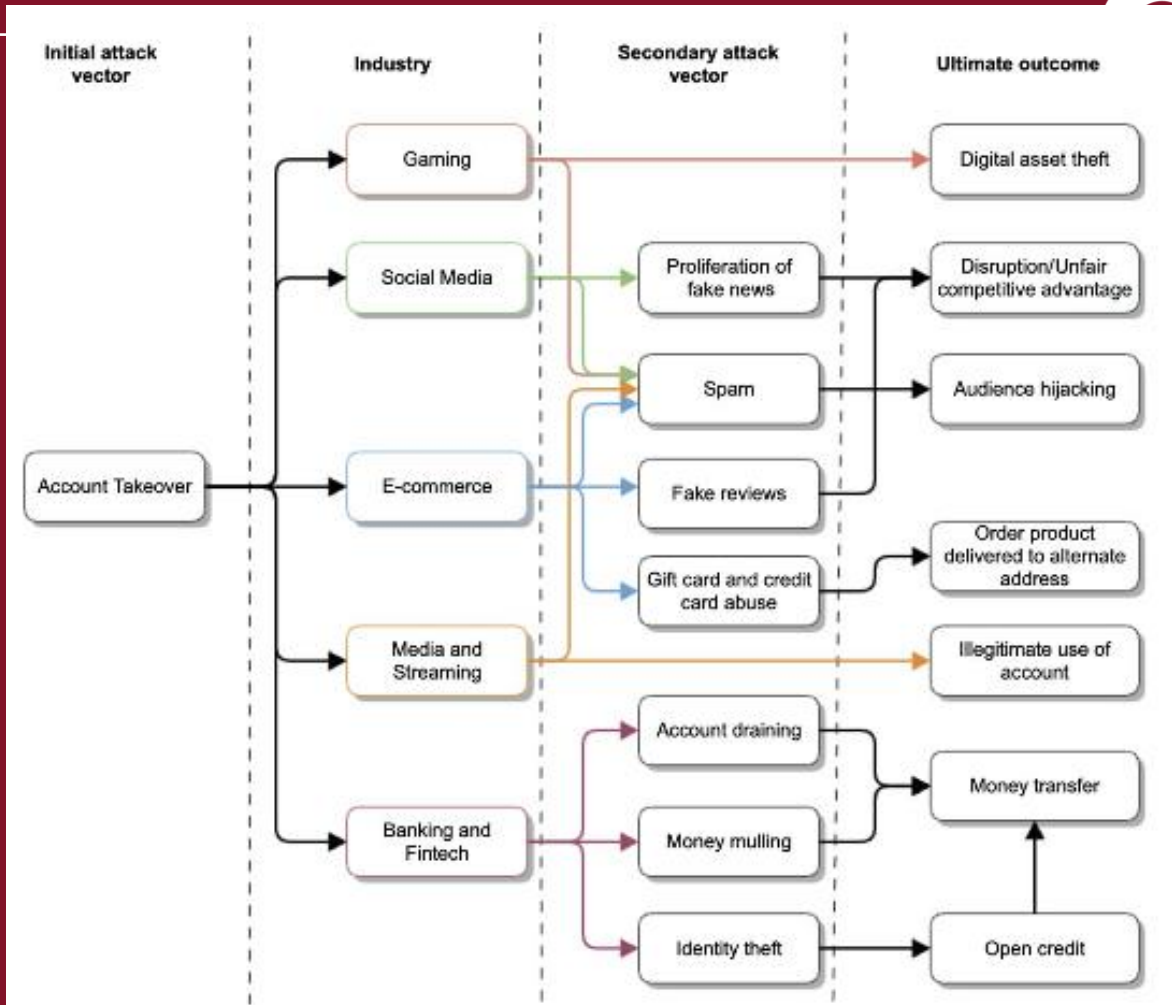 Initial attack
vector
Industry
Secondary attack
vector
Ultimate outcome
Gaming
Digital asset theft
Social Media
Proliferation of
fake news
Disruption/Unfair
competitive advantage
Spam
Audience hijacking
Account Takeover
E-commerce
Fake reviews
Order product
delivered to alternate
address
Gift card and credit
card abuse
Media and
Streaming
Illegitimate use of
account
Account draining
Money transfer
Banking and
Fintech
Money mulling
Identity theft
Open credit